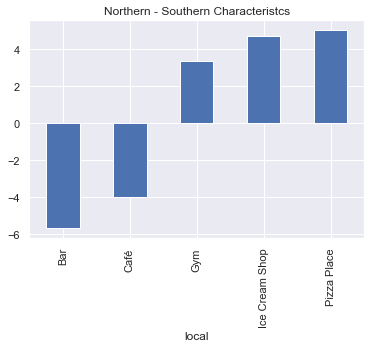 Northern - Southern Characteristcs
4
2
0
−2
−4
−6
Bar
Café
Gym
Ice Cream Shop
Pizza Place
local